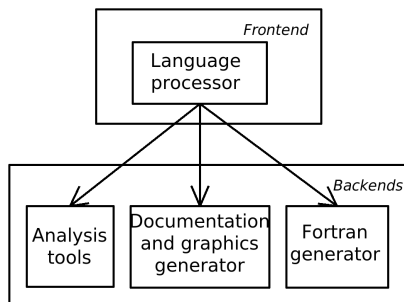 Frontend
Language
processor
Backends
Analysis
tools
Documentation
and graphics
generator
Fortran
generator